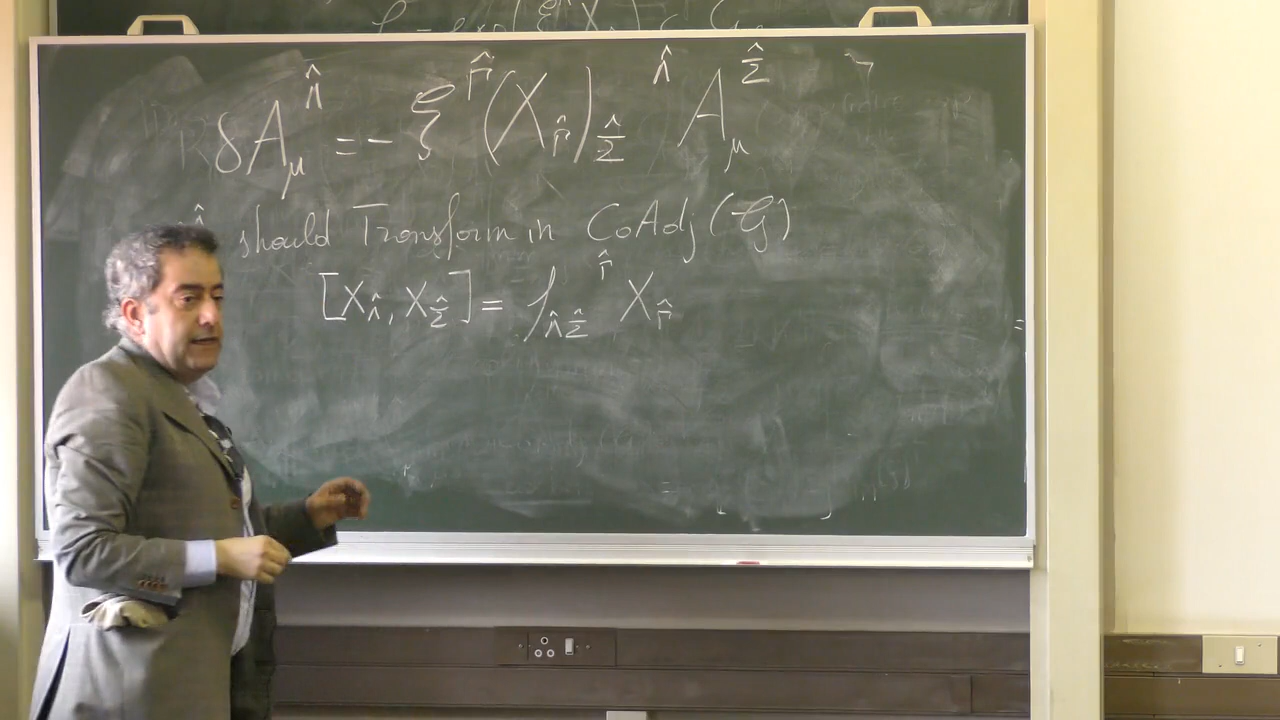 δA_μ^Λ̂ = - ξ^Γ̂ (X_Γ̂)_Σ̂^Λ̂ A_μ^Σ̂
should Transform in CoAdj(G)
[X_Λ̂, X_Σ̂] = f_Λ̂Σ̂^Γ̂ X_Γ̂